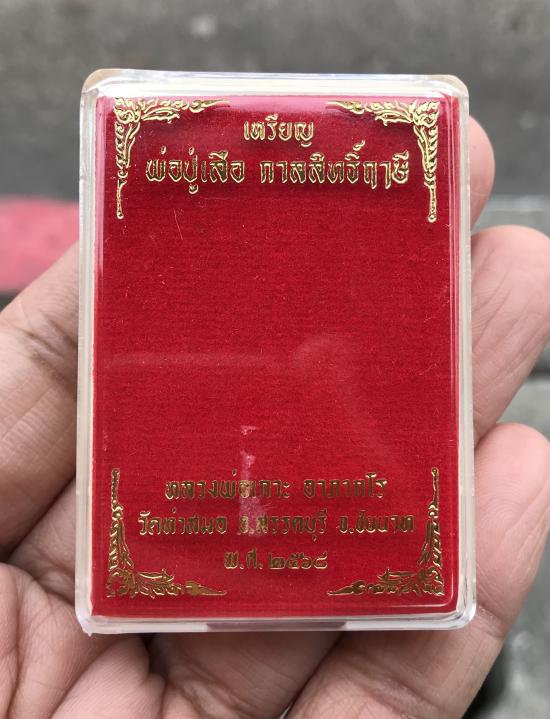 เหรียญ
พ่อปู่เสือ กาลสิทธิ์ฤาษี
หลวงพ่อเกาะ อาภากโร
วัดท่าสมอ อ.สรรคบุรี จ.ชัยนาท
พ.ศ. ๒๕๖๘